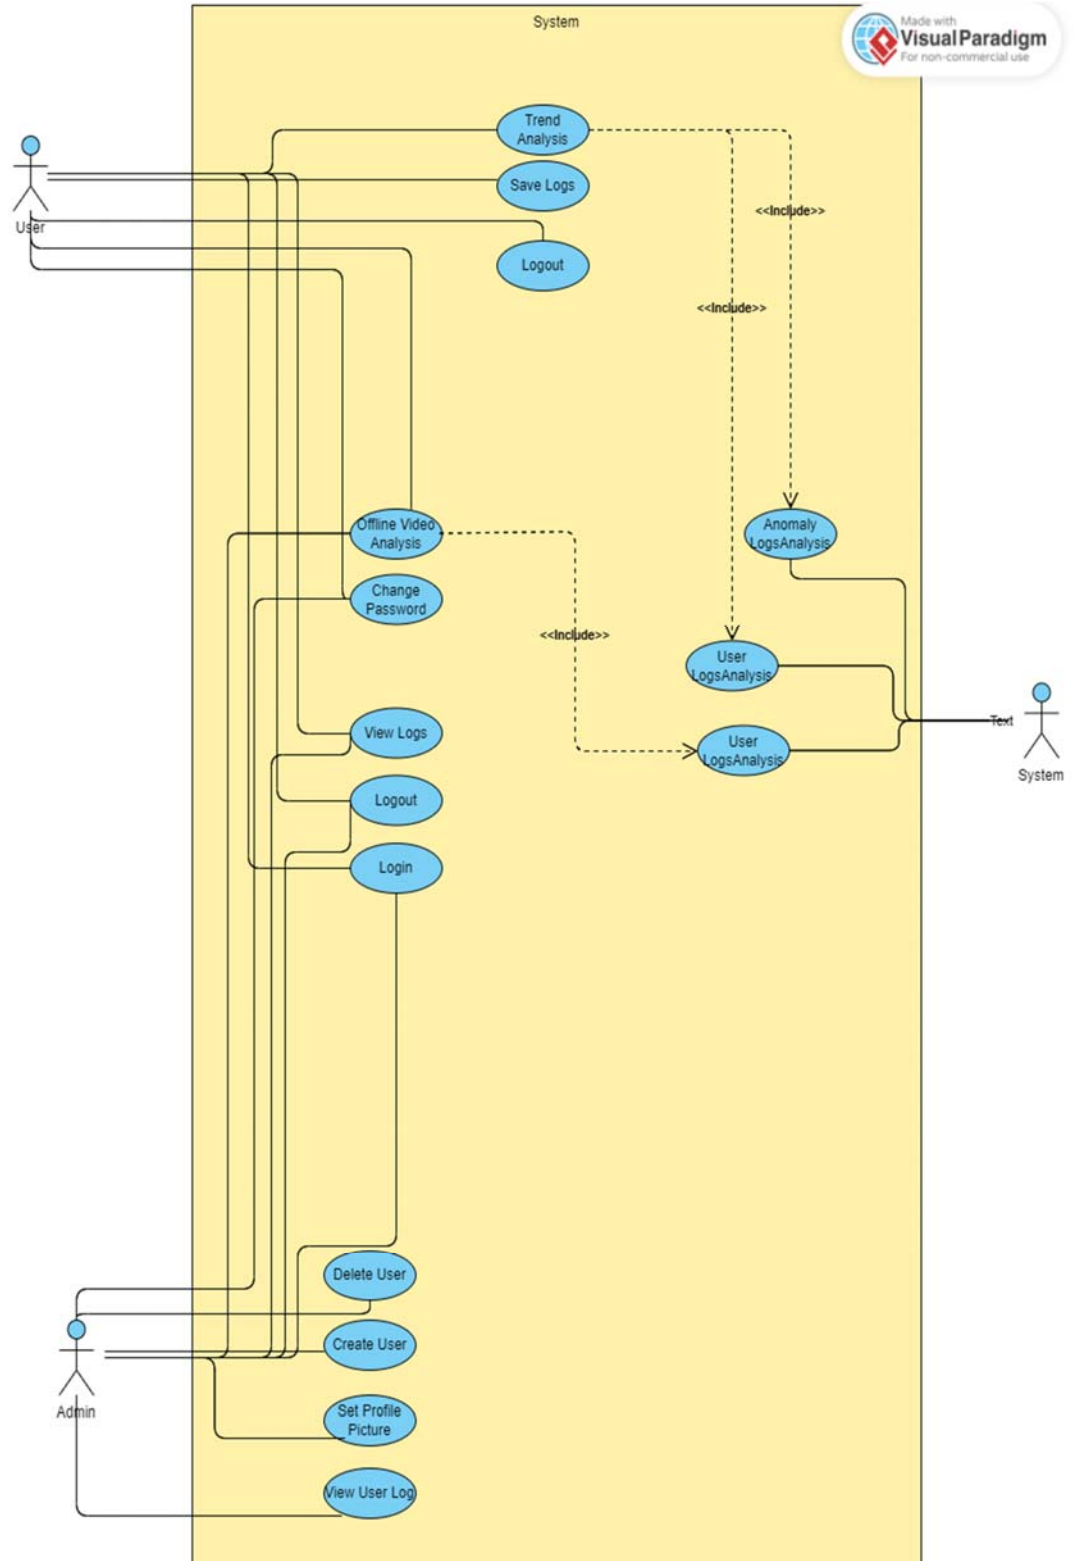 System
Made with
Visual Paradigm
For non-commercial use
Trend
Analysis
Save Logs
<<Include>>
User
Logout
<<Include>>
Offline Video
Analysis
Anomaly
LogsAnalysis
Change
Password
<<Include>>
User
LogsAnalysis
Text
View Logs
User
LogsAnalysis
System
Logout
Login
Delete User
Create User
Admin
Set Profile
Picture
View User Log